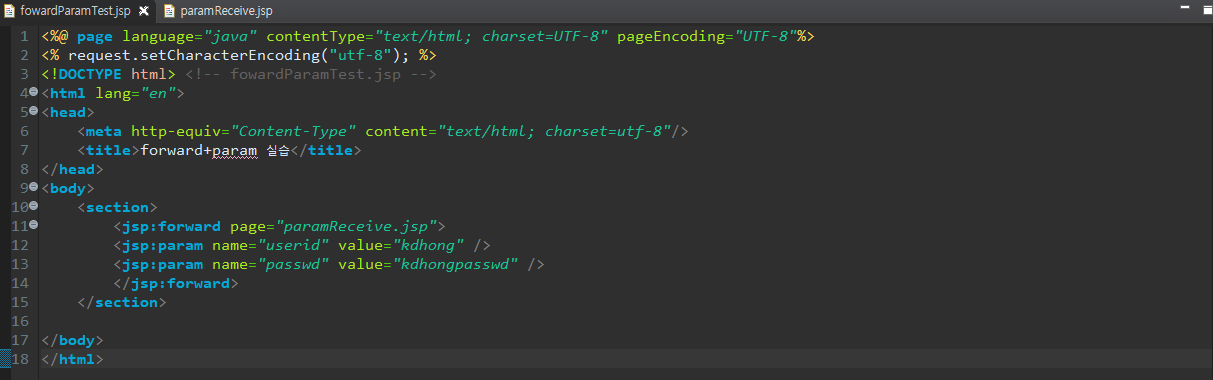 fowardParamTest.jsp paramReceive.jsp
1 <%@ page language="java" contentType="text/html; charset=UTF-8" pageEncoding="UTF-8"%>
2 <% request.setCharacterEncoding("utf-8"); %>
3 <!DOCTYPE html> <!-- fowardParamTest.jsp -->
4 <html lang="en">
5 <head>
6 <meta http-equiv="Content-Type" content="text/html; charset=utf-8"/>
7 <title>forward+param 실습</title>
8 </head>
9 <body>
10 <section>
11 <jsp:forward page="paramReceive.jsp">
12 <jsp:param name="userid" value="kdhong" />
13 <jsp:param name="passwd" value="kdhongpasswd" />
14 </jsp:forward>
15 </section>
16
17 </body>
18 </html>